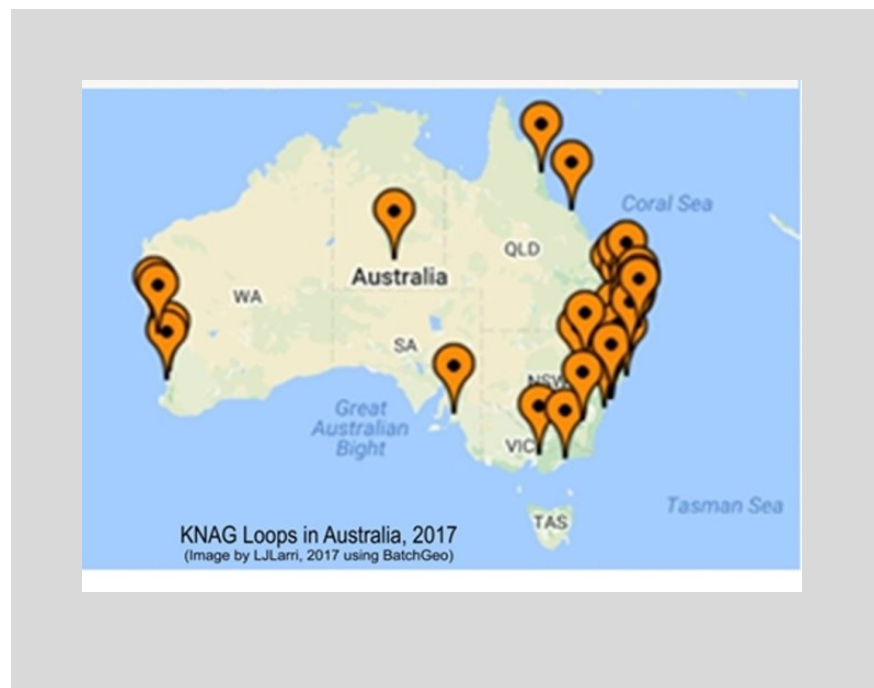 Coral Sea
QLD
Australia
WA
SA
NSW
Great
Australian
Bight
VIC
Tasman Sea
TAS
KNAG Loops in Australia, 2017
(Image by LJLarri, 2017 using BatchGeo)